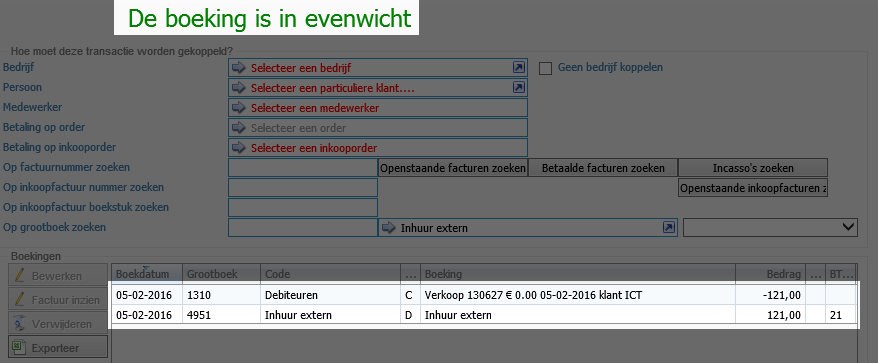 De boeking is in evenwicht
Hoe moet deze transactie worden gekoppeld?
Bedrijf Selecteer een bedrijf Geen bedrijf koppelen
Persoon Selecteer een particuliere klant....
Medewerker Selecteer een medewerker
Betaling op order Selecteer een order
Betaling op inkooporder Selecteer een inkooporder
Op factuurnummer zoeken Openstaande facturen zoeken Betaalde facturen zoeken Incasso's zoeken
Op inkoopfactuur nummer zoeken Openstaande inkoopfacturen z
Op inkoopfactuur boekstuk zoeken
Op grootboek zoeken Inhuur extern
Boekingen
Bewerken
Factuur inzien
Verwijderen
Exporteer
Boekdatum Grootboek Code ... Boeking Bedrag ... BT...
05-02-2016 1310 Debiteuren C Verkoop 130627 € 0.00 05-02-2016 klant ICT -121,00
05-02-2016 4951 Inhuur extern D Inhuur extern 121,00 21